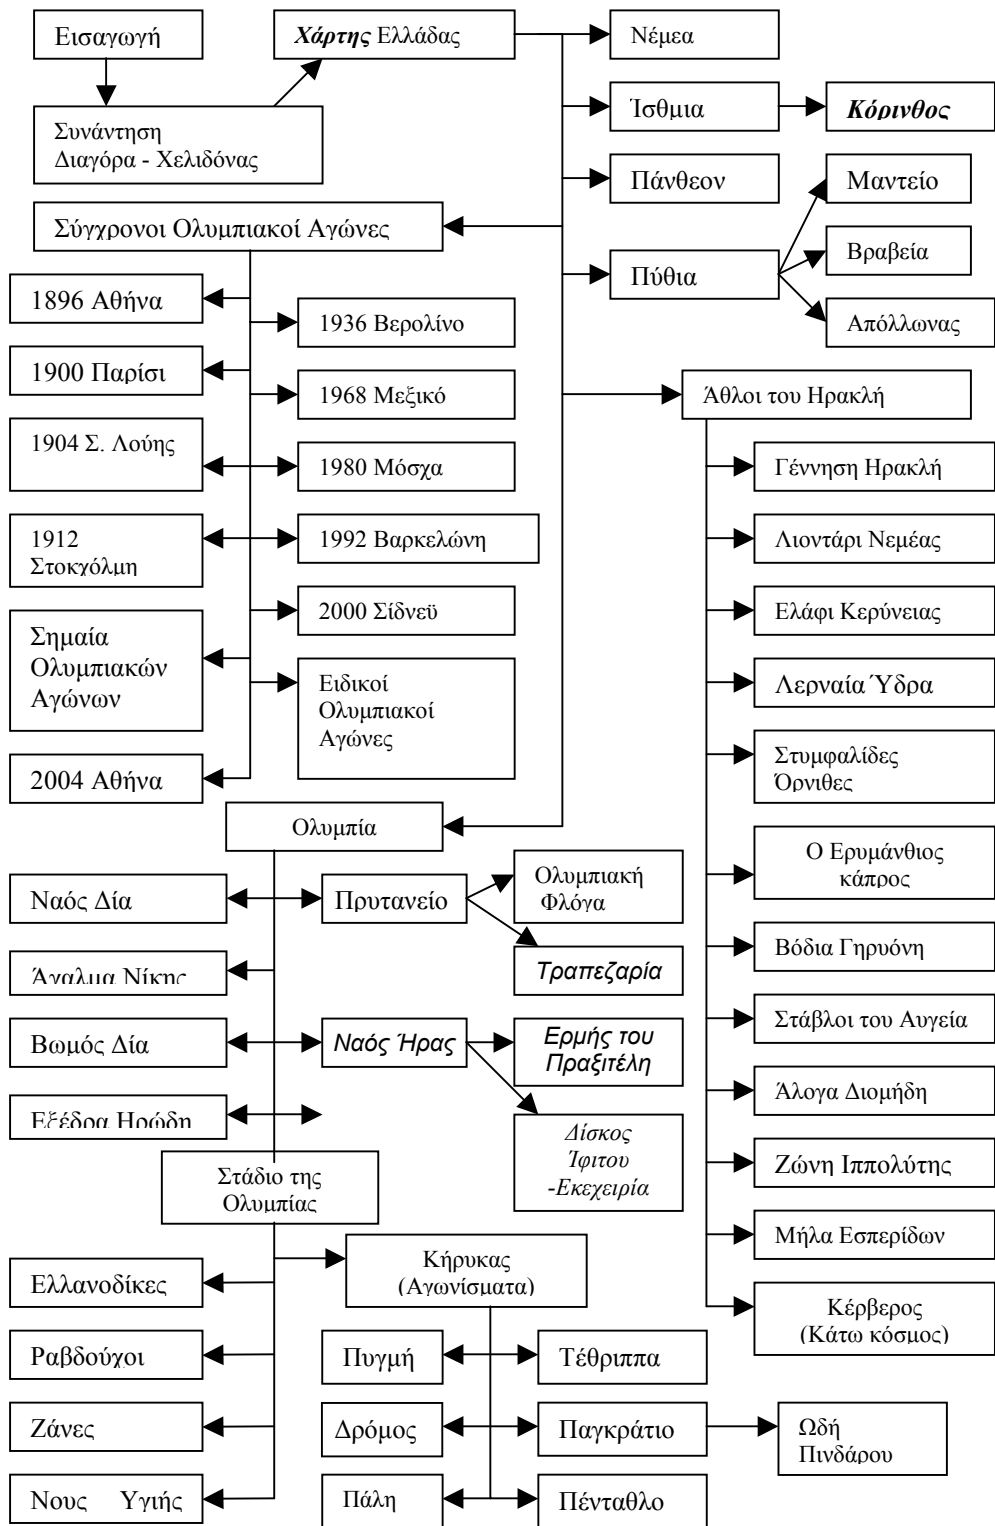 Εισαγωγή
Χάρτης Ελλάδας
Νέμεα
Συνάντηση
Διαγόρα - Χελιδόνας
Ίσθμια
Κόρινθος
Πάνθεον
Μαντείο
Σύγχρονοι Ολυμπιακοί Αγώνες
Βραβεία
Πύθια
Απόλλωνας
1896 Αθήνα
1936 Βερολίνο
1900 Παρίσι
1968 Μεξικό
Άθλοι του Ηρακλή
1904 Σ. Λούης
1980 Μόσχα
Γέννηση Ηρακλή
1912
Στοκχόλμη
1992 Βαρκελώνη
Λιοντάρι Νεμέας
2000 Σίδνεϋ
Ελάφι Κερύνειας
Σημαία
Ολυμπιακών
Αγώνων
Ειδικοί
Ολυμπιακοί
Αγώνες
Λερναία Ύδρα
2004 Αθήνα
Στυμφαλίδες
Όρνιθες
Ολυμπία
Ο Ερυμάνθιος
κάπρος
Ναός Δία
Πρυτανείο
Ολυμπιακή
Φλόγα
Βόδια Γηρυόνη
Άγαλμα Νίκης
Τραπεζαρία
Στάβλοι του Αυγεία
Βωμός Δία
Ναός Ήρας
Ερμής του
Πραξιτέλη
Άλογα Διομήδη
Εξέδρα Ηρώδη
Δίσκος
Ίφιτου
-Εκεχειρία
Ζώνη Ιππολύτης
Στάδιο της
Ολυμπίας
Μήλα Εσπερίδων
Κήρυκας
(Αγωνίσματα)
Ελλανοδίκες
Κέρβερος
(Κάτω κόσμος)
Ραβδούχοι
Πυγμή
Τέθριππα
Ζάνες
Δρόμος
Παγκράτιο
Ωδή
Πινδάρου
Νους Υγιής
Πάλη
Πένταθλο